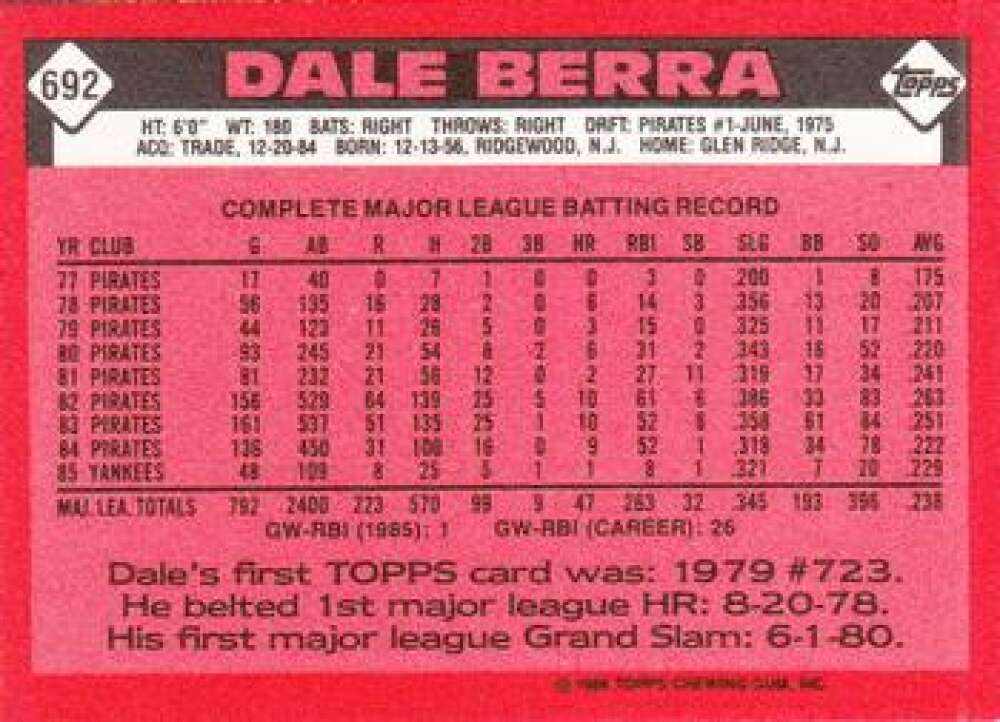 692
DALE BERRA
TOPPS
HT: 6'0" WT: 180 BATS: RIGHT THROWS: RIGHT DRFT: PIRATES #1-JUNE, 1975
ACQ: TRADE, 12-20-84 BORN: 12-13-56, RIDGEWOOD, N.J. HOME: GLEN RIDGE, N.J.
COMPLETE MAJOR LEAGUE BATTING RECORD
YR CLUB G AB R H 2B 3B HR RBI SB SLG BB SO AVG
77 PIRATES 17 40 0 7 1 0 0 3 0 .200 1 8 .175
78 PIRATES 56 135 16 28 2 0 6 14 3 .356 13 20 .207
79 PIRATES 44 123 11 26 5 0 3 15 0 .325 11 17 .211
80 PIRATES 93 245 21 54 8 2 6 31 2 .343 16 52 .220
81 PIRATES 81 232 21 56 12 0 2 27 11 .319 17 34 .241
82 PIRATES 156 529 64 139 25 5 10 61 6 .386 33 83 .263
83 PIRATES 161 537 51 135 25 1 10 52 8 .358 61 84 .251
84 PIRATES 136 450 31 100 16 0 9 52 1 .318 34 78 .222
85 YANKEES 48 109 8 25 5 1 1 8 1 .321 7 20 .229
MAJ. LEA. TOTALS 792 2400 223 570 99 9 47 263 32 .345 193 396 .238
GW-RBI (1985): 1 GW-RBI (CAREER): 26
Dale's first TOPPS card was: 1979 #723.
He belted 1st major league HR: 8-20-78.
His first major league Grand Slam: 6-1-80.
© 1986 TOPPS CHEWING GUM, INC.